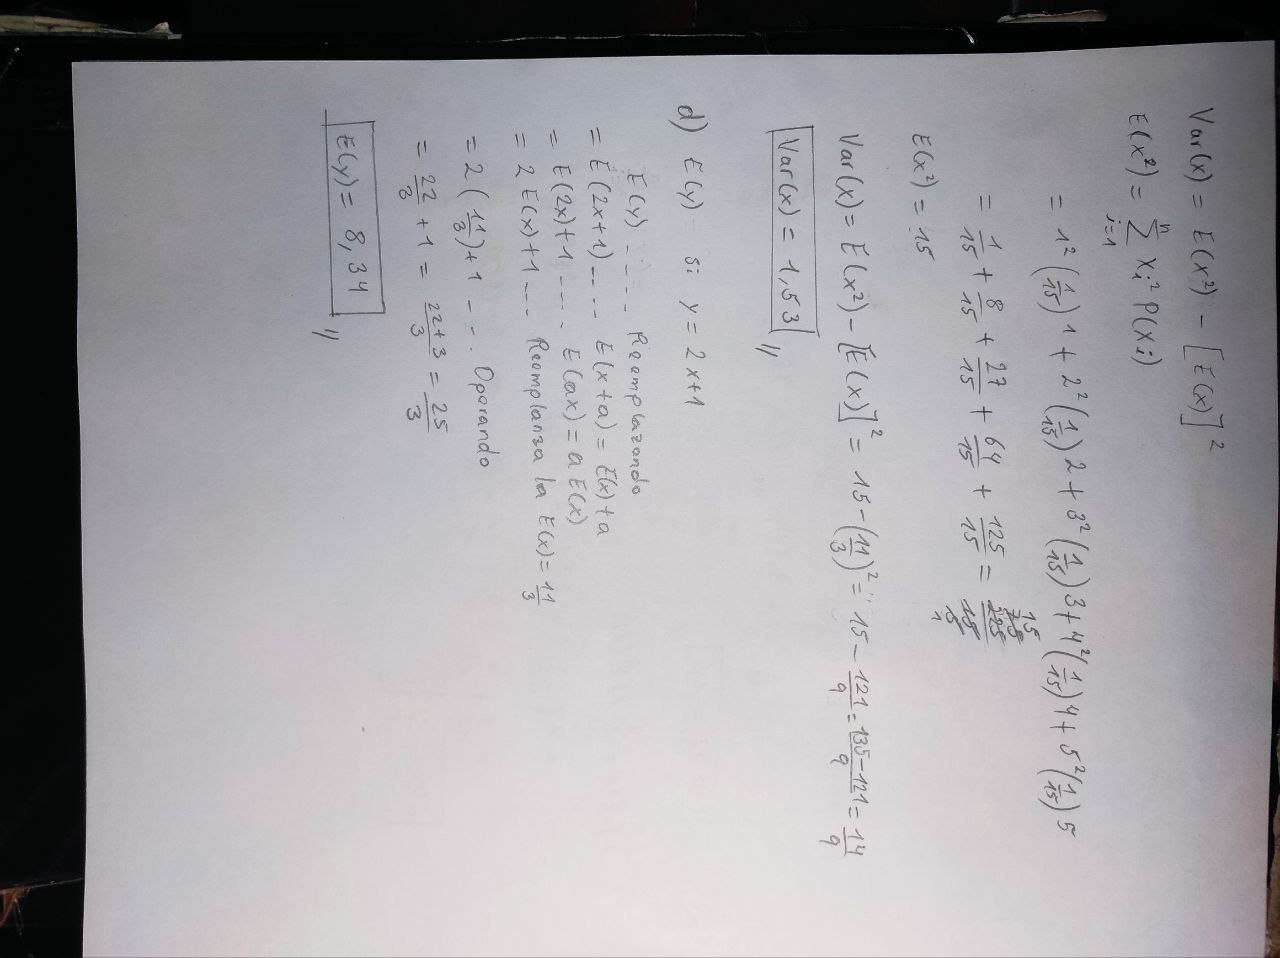 Var(x) = E(x²) - [E(x)]²
E(x²) = n∑i=1 xi² P(xi)
= 1² (1/15) 1 + 2² (1/15) 2 + 3² (1/15) 3 + 4² (1/15) 4 + 5² (1/15) 5
= 1/15 + 8/15 + 27/15 + 64/15 + 125/15 = 225/15
E(x²) = 15
Var(x) = E(x²) - [E(x)]² = 15 - (11/3)² = 15 - 121/9 = 135-121/9 = 14/9
Var(x) = 1,53 //
d) E(y) si y = 2x+1
E(y) .... Reemplazando
= E(2x+1) .... E(x+a) = E(x)+a
= E(2x)+1 .... E(ax) = a E(x)
= 2 E(x)+1 ... Reemplanza la E(x) = 11/3
= 2 (11/3)+1 ... Operando
= 22/3 + 1 = 22+3/3 = 25/3
E(y) = 8,34 //